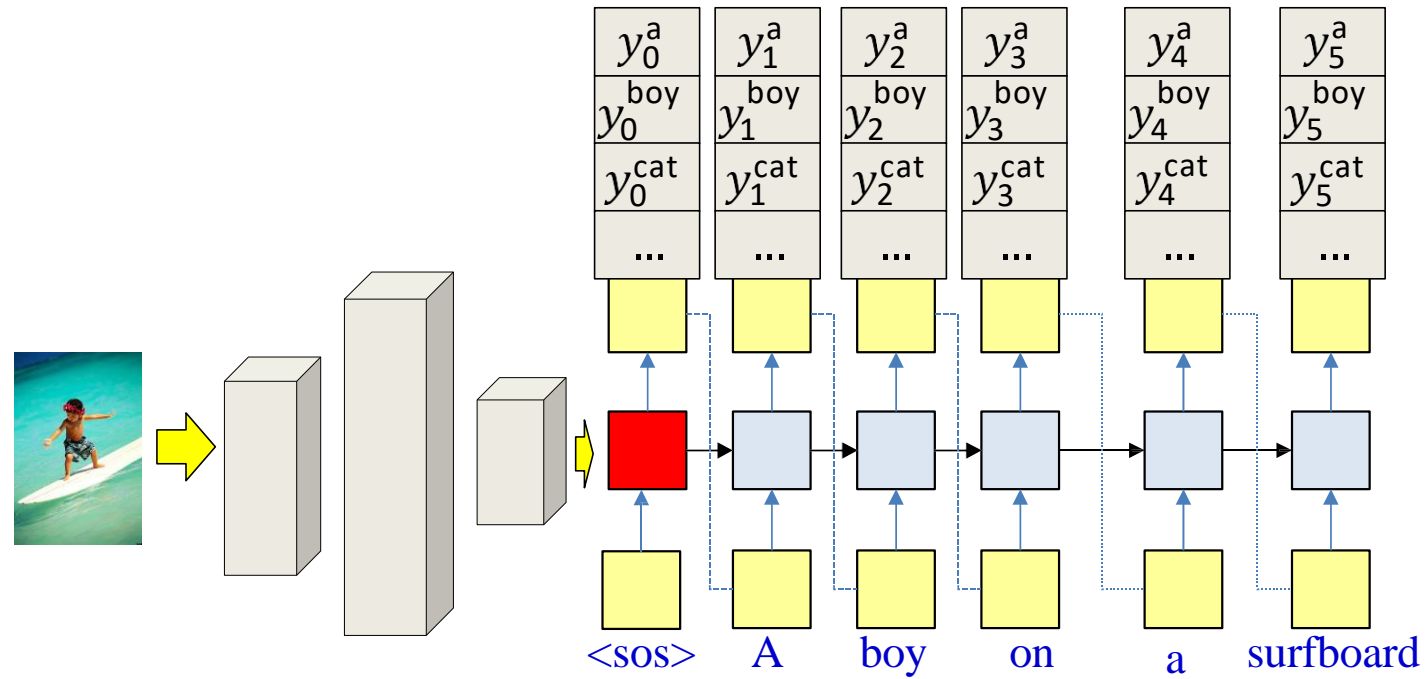 y_0^a y_1^a y_2^a y_3^a y_4^a y_5^a
y_0^boy y_1^boy y_2^boy y_3^boy y_4^boy y_5^boy
y_0^cat y_1^cat y_2^cat y_3^cat y_4^cat y_5^cat
... ... ... ... ... ...
<sos> A boy on a surfboard